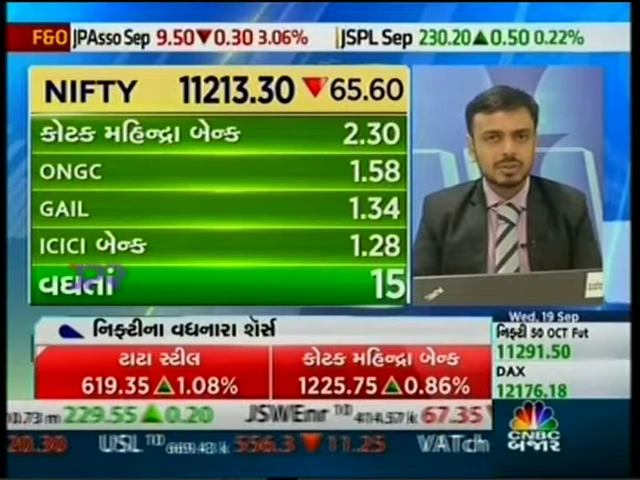 F&O JPAsso Sep 9.50▼0.30 3.06% JSPL Sep 230.20▲0.50 0.22%
NIFTY 11213.30 ▼65.60
કોટક મહિન્દ્રા બેન્ક 2.30
ONGC 1.58
GAIL 1.34
ICICI બેન્ક 1.28
વધતાં 15
Wed, 19 Sep
નિફ્ટીના વધનારા શૅર્સ
નિફ્ટી 50 OCT Fut
11291.50
ટાટા સ્ટીલ
619.35▲1.08%
કોટક મહિન્દ્રા બેન્ક
1225.75▲0.86%
DAX
12176.18
229.55▲0.20 JSWEnr 67.35▼
20.30 USL 556.3▼11.25 VATch
CNBC
બજાર